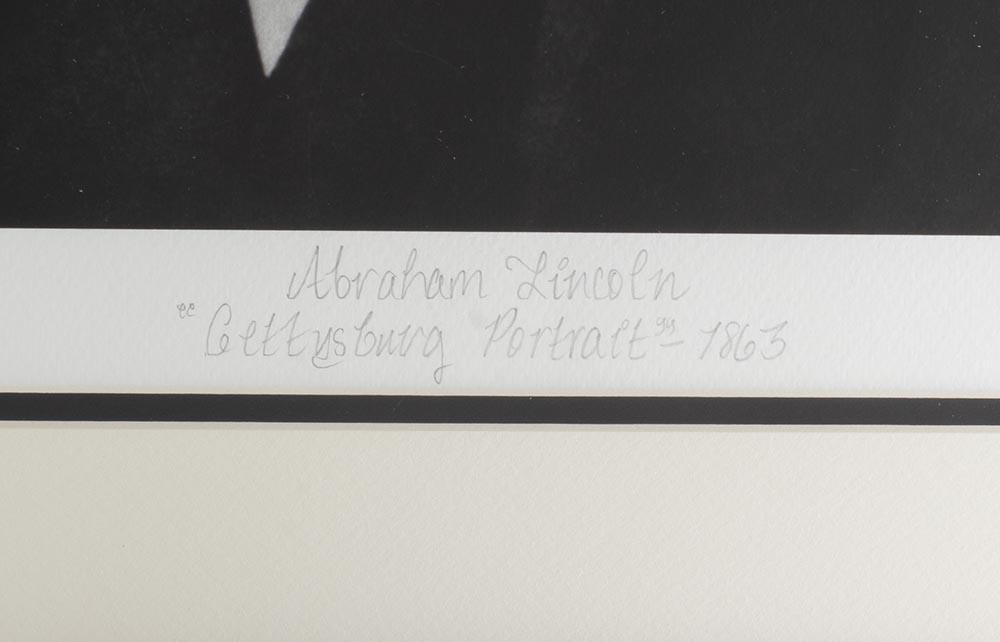 Abraham Lincoln
"Gettysburg Portrait" - 1863